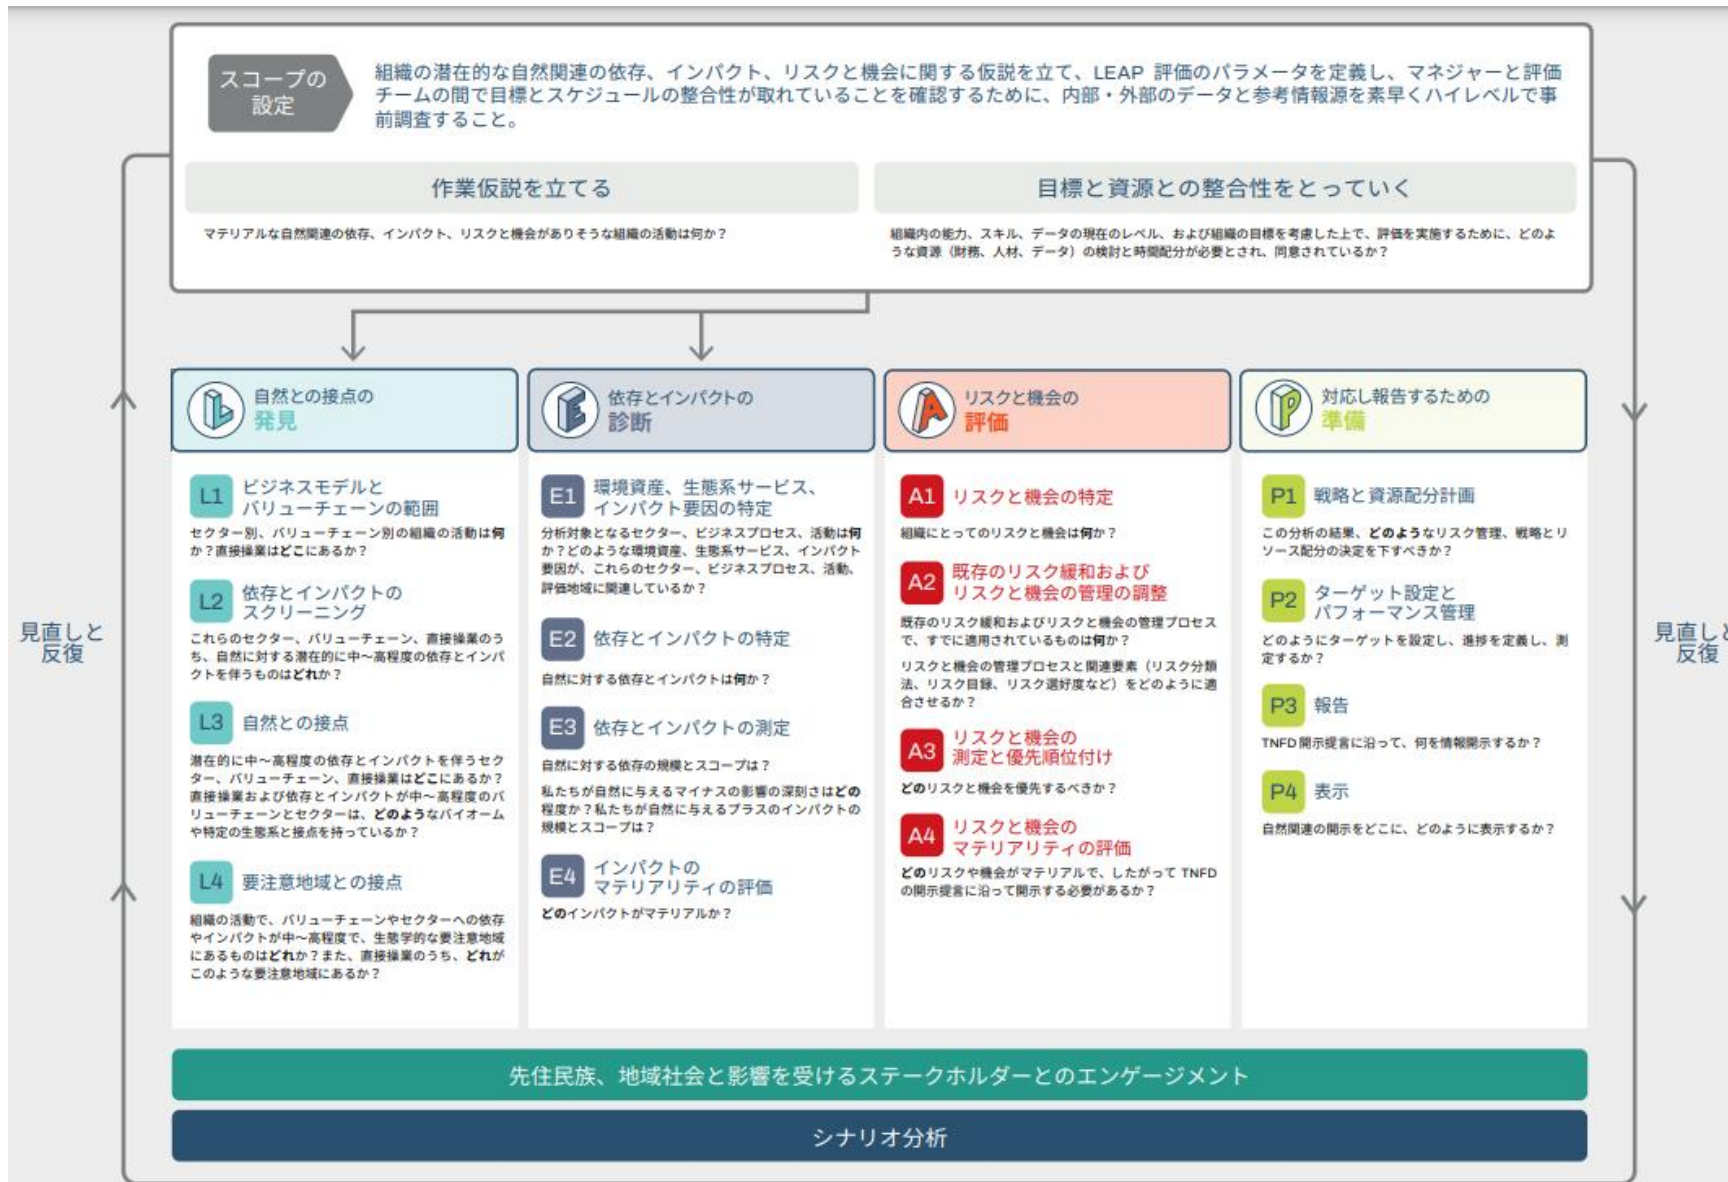 スコープの
設定
組織の潜在的な自然関連の依存、インパクト、リスクと機会に関する仮説を立て、LEAP 評価のパラメータを定義し、マネジャーと評価
チームの間で目標とスケジュールの整合性が取れていることを確認するために、内部・外部のデータと参考情報源を素早くハイレベルで事
前調査すること。
作業仮説を立てる
マテリアルな自然関連の依存、インパクト、リスクと機会がありそうな組織の活動は何か？
目標と資源との整合性をとっていく
組織内の能力、スキル、データの現在のレベル、および組織の目標を考慮した上で、評価を実施するために、どのよ
うな資源（財務、人材、データ）の検討と時間配分が必要とされ、同意されているか？
見直しと
反復
自然との接点の
発見
L1 ビジネスモデルと
バリューチェーンの範囲
セクター別、バリューチェーン別の組織の活動は何
か？直接操業はどこにあるか？
L2 依存とインパクトの
スクリーニング
これらのセクター、バリューチェーン、直接操業のう
ち、自然に対する潜在的に中〜高程度の依存とインパ
クトを伴うものはどれか？
L3 自然との接点
潜在的に中〜高程度の依存とインパクトを伴うセク
ター、バリューチェーン、直接操業はどこにあるか？
直接操業および依存とインパクトが中〜高程度のバ
リューチェーンとセクターは、どのようなバイオーム
や特定の生態系と接点を持っているか？
L4 要注意地域との接点
組織の活動で、バリューチェーンやセクターへの依存
やインパクトが中〜高程度で、生態学的な要注意地域
にあるものはどれか？また、直接操業のうち、どれが
このような要注意地域にあるか？
依存とインパクトの
診断
E1 環境資産、生態系サービス、
インパクト要因の特定
分析対象となるセクター、ビジネスプロセス、活動は何
か？どのような環境資産、生態系サービス、インパクト
要因が、これらのセクター、ビジネスプロセス、活動、
評価地域に関連しているか？
E2 依存とインパクトの特定
自然に対する依存とインパクトは何か？
E3 依存とインパクトの測定
自然に対する依存の規模とスコープは？
私たちが自然に与えるマイナスの影響の深刻さはどの
程度か？私たちが自然に与えるプラスのインパクトの
規模とスコープは？
E4 インパクトの
マテリアリティの評価
どのインパクトがマテリアルか？
リスクと機会の
評価
A1 リスクと機会の特定
組織にとってのリスクと機会は何か？
A2 既存のリスク緩和および
リスクと機会の管理の調整
既存のリスク緩和およびリスクと機会の管理プロセス
で、すでに適用されているものは何か？
リスクと機会の管理プロセスと関連要素（リスク分類
法、リスク目録、リスク選好度など）をどのように適
合させるか？
A3 リスクと機会の
測定と優先順位付け
どのリスクと機会を優先するべきか？
A4 リスクと機会の
マテリアリティの評価
どのリスクや機会がマテリアルで、したがって TNFD
の開示提言に沿って開示する必要があるか？
対応し報告するための
準備
P1 戦略と資源配分計画
この分析の結果、どのようなリスク管理、戦略とリ
ソース配分の決定を下すべきか？
P2 ターゲット設定と
パフォーマンス管理
どのようにターゲットを設定し、進捗を定義し、測
定するか？
P3 報告
TNFD 開示提言に沿って、何を情報開示するか？
P4 表示
自然関連の開示をどこに、どのように表示するか？
見直しと
反復
先住民族、地域社会と影響を受けるステークホルダーとのエンゲージメント
シナリオ分析